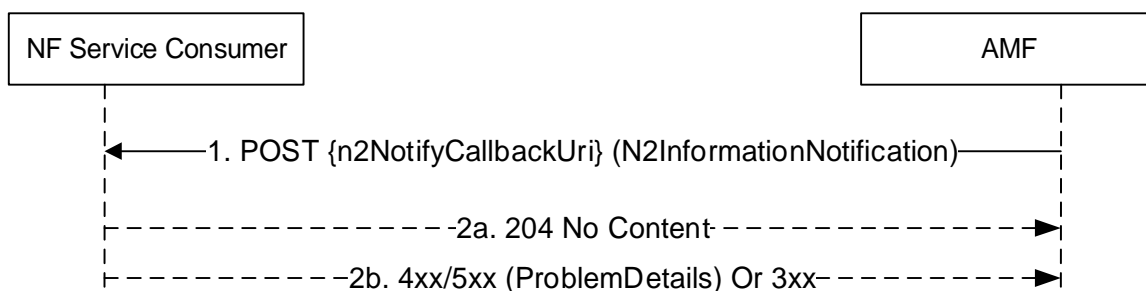 NF Service Consumer
AMF
1. POST {n2NotifyCallbackUri} (N2InformationNotification)
2a. 204 No Content
2b. 4xx/5xx (ProblemDetails) Or 3xx